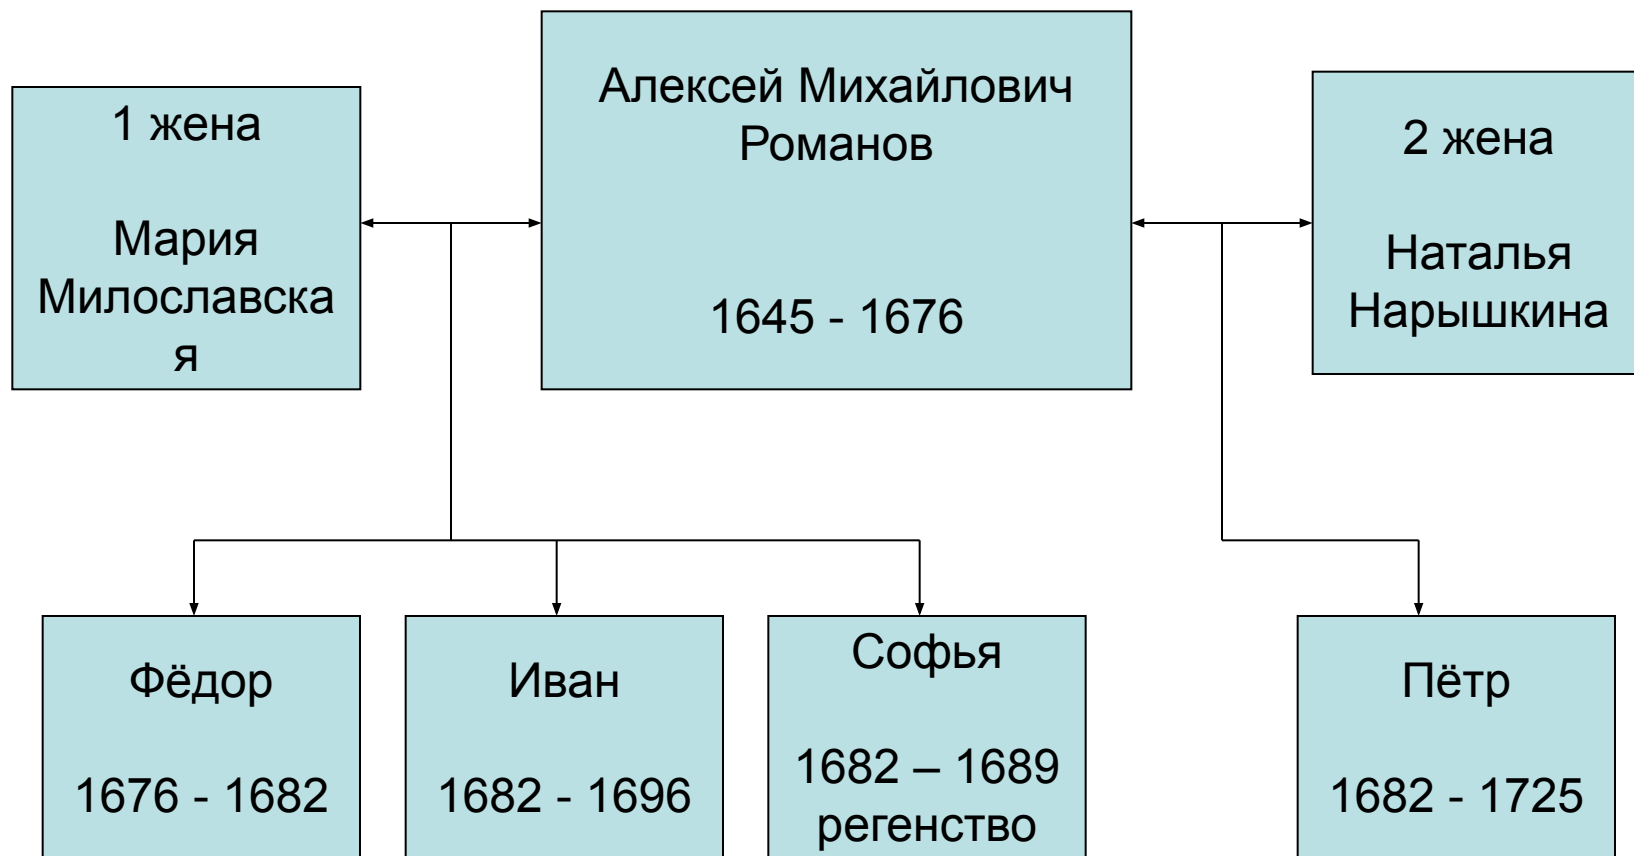 1 жена
Мария
Милославска
я
Алексей Михайлович
Романов
1645 - 1676
2 жена
Наталья
Нарышкина
Фёдор
1676 - 1682
Иван
1682 - 1696
Софья
1682 – 1689
регенство
Пётр
1682 - 1725